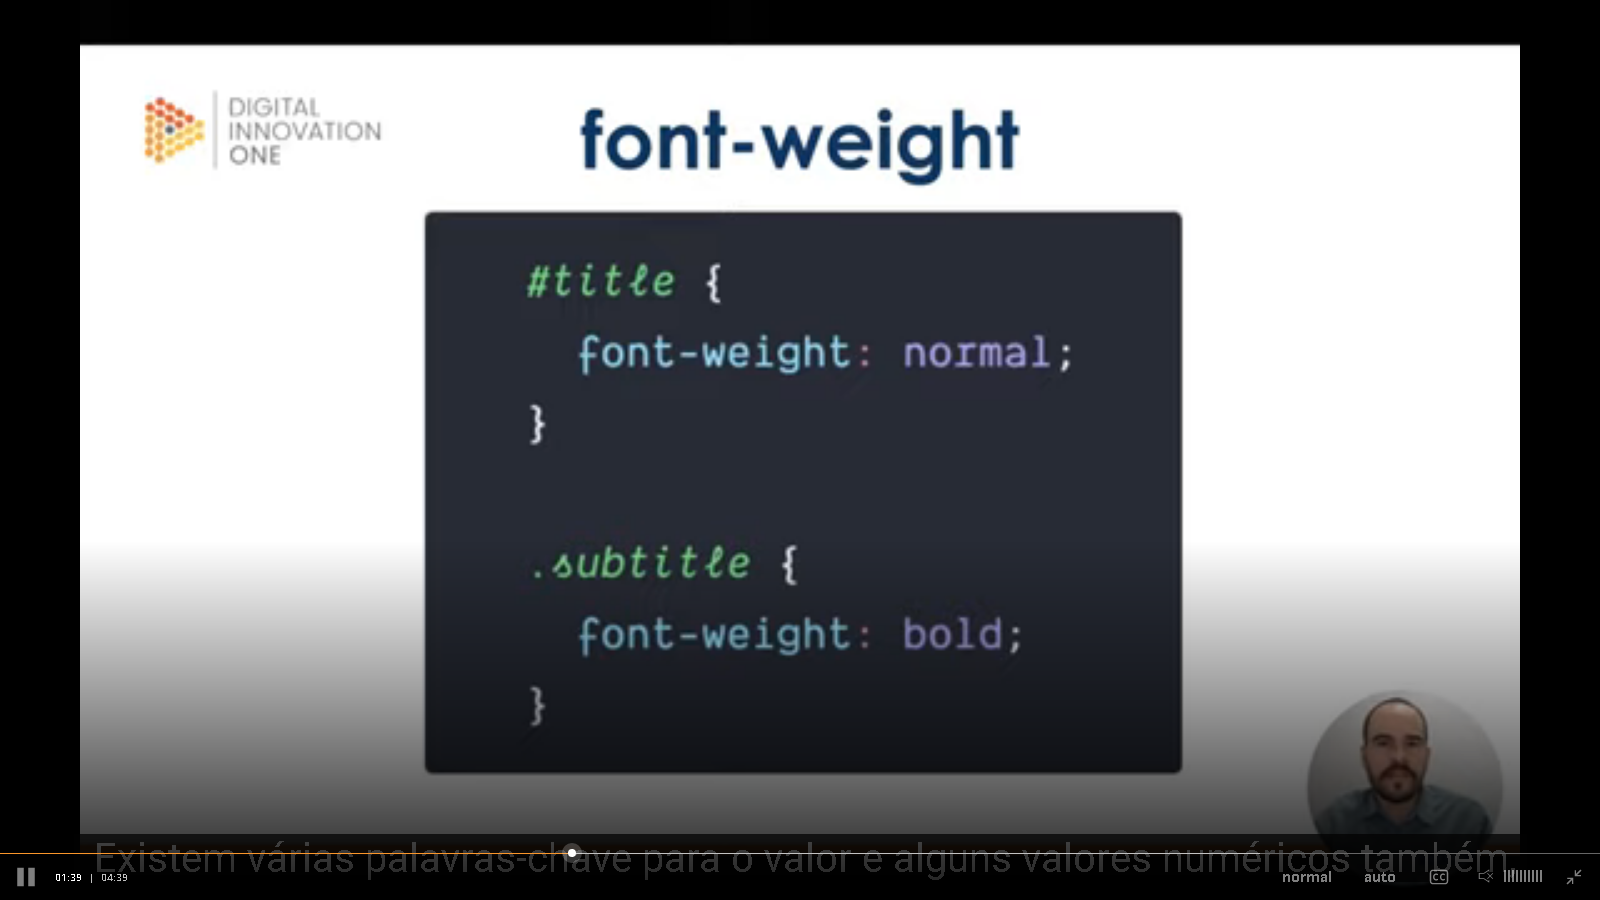 DIGITAL
INNOVATION
ONE
font-weight
#title {
font-weight: normal;
}
.subtitle {
font-weight: bold;
}
Existem várias palavras-chave para o valor e alguns valores numéricos também.
01:39 | 04:39
normal
auto
CC